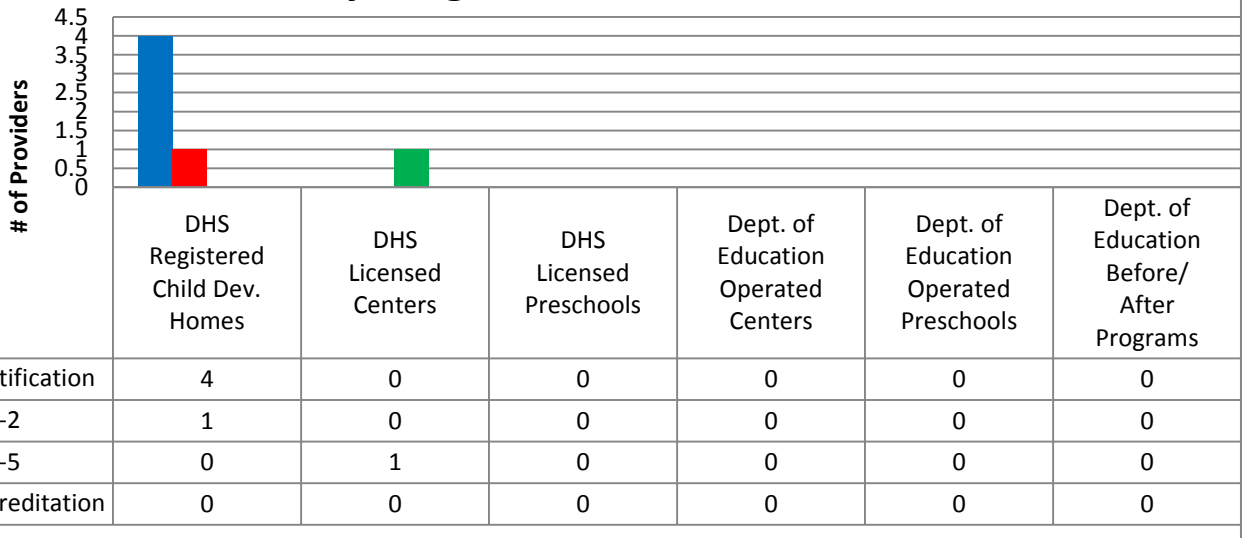 4.5
4
3.5
3
2.5
2
1.5
1
0.5
0
# of Providers
DHS
Registered
Child Dev.
Homes
DHS
Licensed
Centers
DHS
Licensed
Preschools
Dept. of
Education
Operated
Centers
Dept. of
Education
Operated
Preschools
Dept. of
Education
Before/
After
Programs
tification 4 0 0 0 0 0
-2 1 0 0 0 0 0
-5 0 1 0 0 0 0
reditation 0 0 0 0 0 0